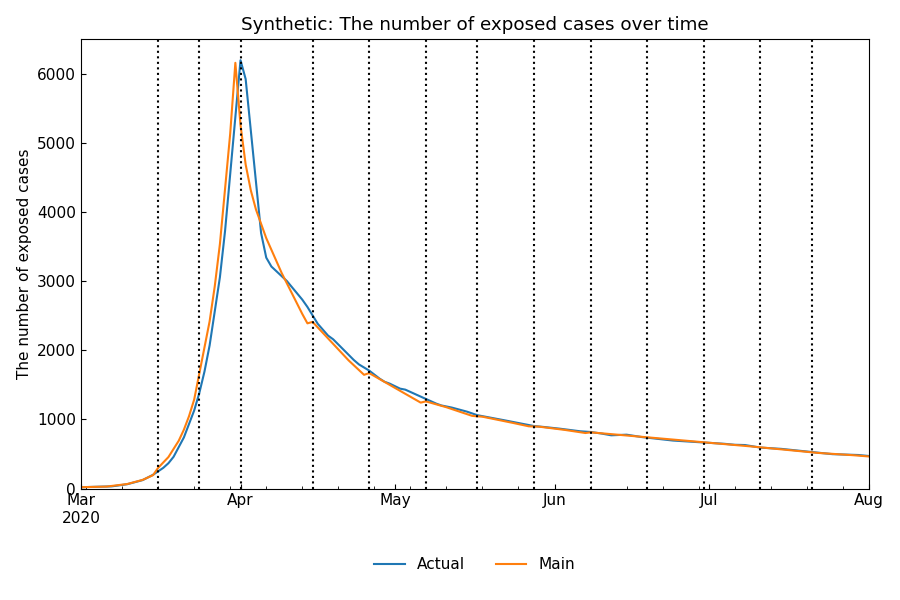 Synthetic: The number of exposed cases over time
The number of exposed cases
6000
5000
4000
3000
2000
1000
0
Mar Apr May Jun Jul Aug
2020
Actual Main